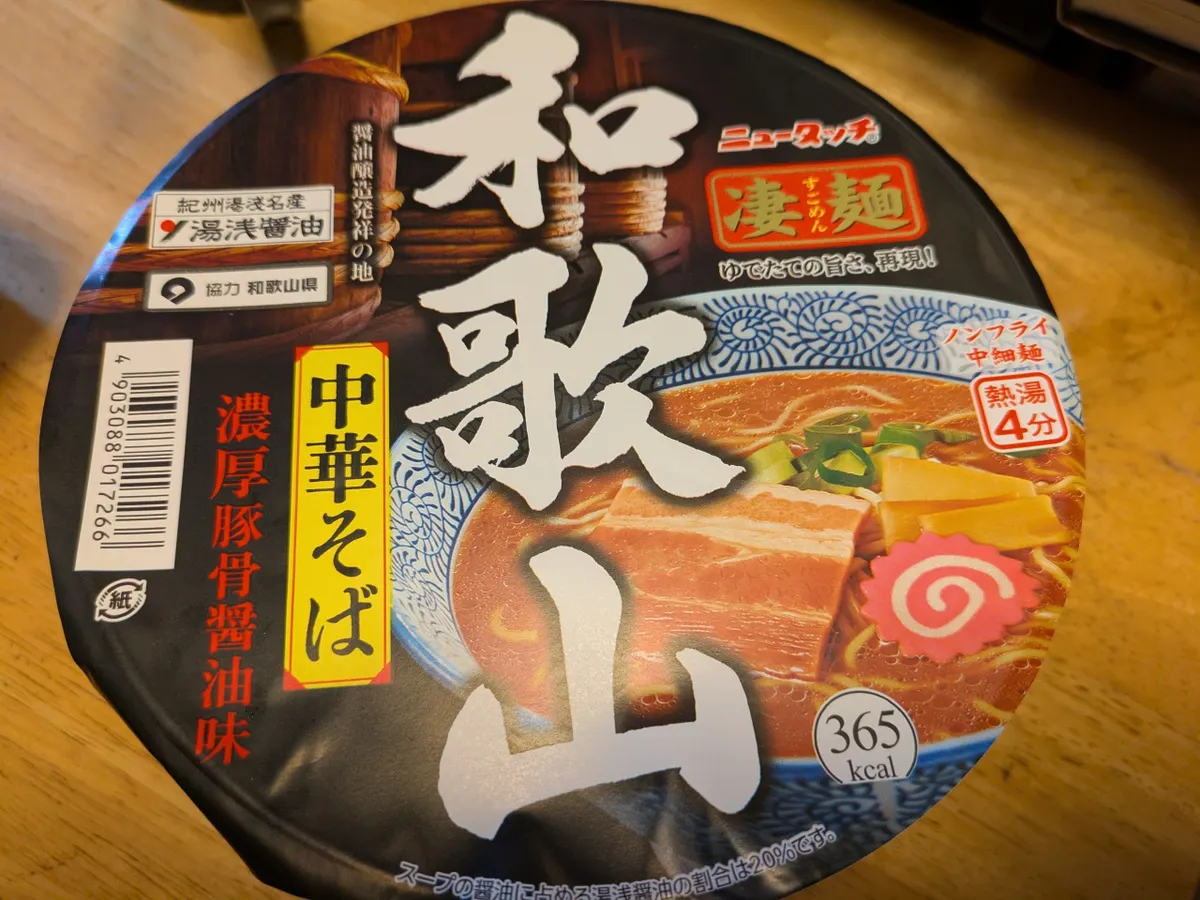 和歌山
ニュータッチ®
凄麺
すごめん
ゆでたての旨さ、再現!
醤油醸造発祥の地
紀州湯浅名産
湯浅醤油
協力 和歌山県
中華そば
濃厚豚骨醤油味
4 903088 017266
紙
ノンフライ
中細麺
熱湯
4分
365
kcal
スープの醤油に占める湯浅醤油の割合は20%です。